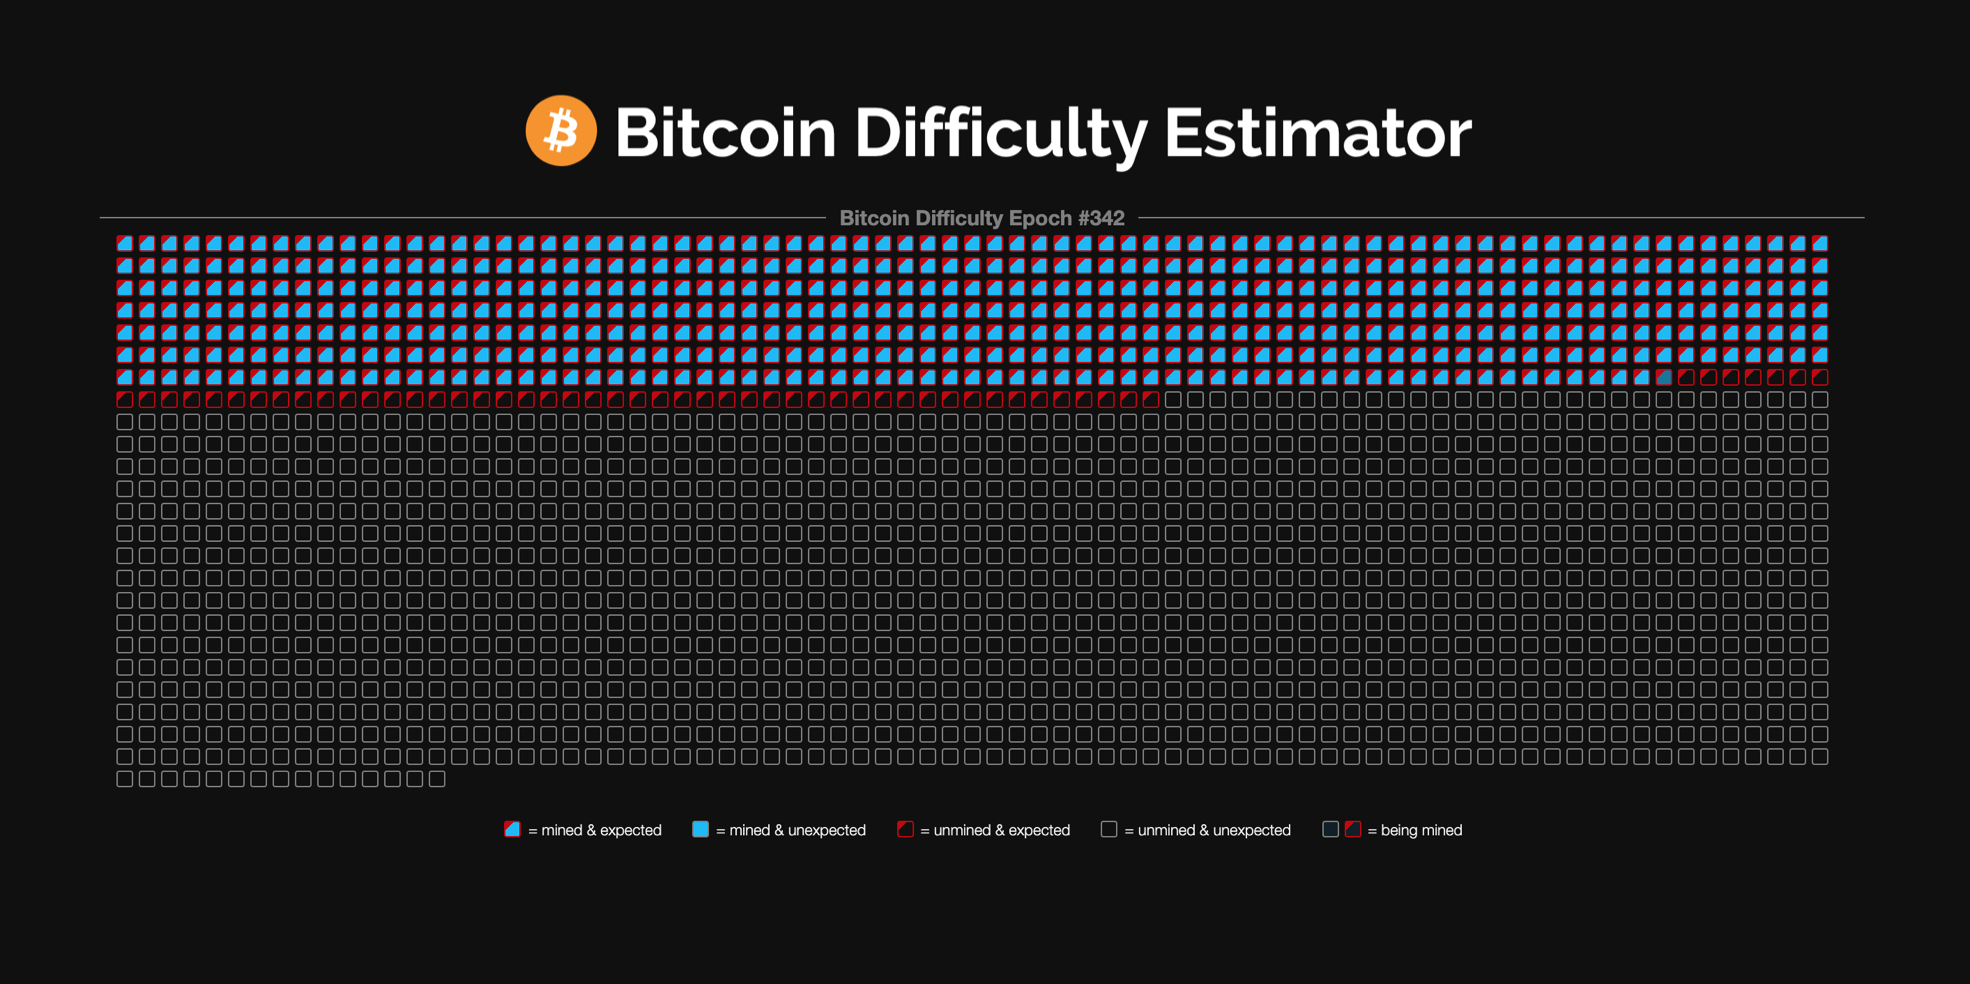 Bitcoin Difficulty Estimator
Bitcoin Difficulty Epoch #342
= mined & expected = mined & unexpected = unmined & expected = unmined & unexpected = being mined